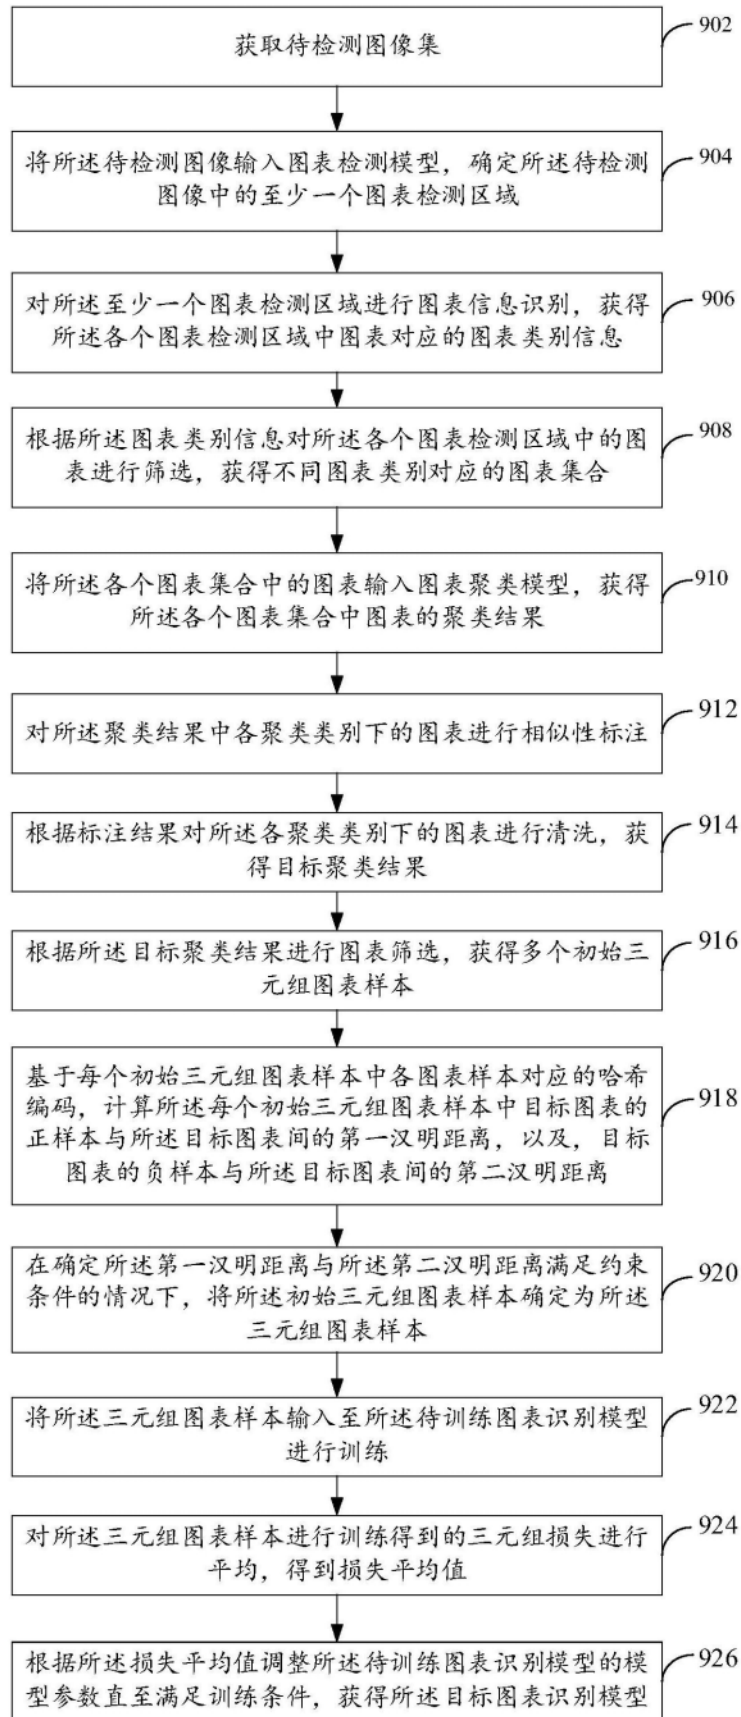 获取待检测图像集
902
将所述待检测图像输入图表检测模型，确定所述待检测
图像中的至少一个图表检测区域
904
对所述至少一个图表检测区域进行图表信息识别，获得
所述各个图表检测区域中图表对应的图表类别信息
906
根据所述图表类别信息对所述各个图表检测区域中的图
表进行筛选，获得不同图表类别对应的图表集合
908
将所述各个图表集合中的图表输入图表聚类模型，获得
所述各个图表集合中图表的聚类结果
910
对所述聚类结果中各聚类类别下的图表进行相似性标注
912
根据标注结果对所述各聚类类别下的图表进行清洗，获
得目标聚类结果
914
根据所述目标聚类结果进行图表筛选，获得多个初始三
元组图表样本
916
基于每个初始三元组图表样本中各图表样本对应的哈希
编码，计算所述每个初始三元组图表样本中目标图表的
正样本与所述目标图表间的第一汉明距离，以及，目标
图表的负样本与所述目标图表间的第二汉明距离
918
在确定所述第一汉明距离与所述第二汉明距离满足约束
条件的情况下，将所述初始三元组图表样本确定为所述
三元组图表样本
920
将所述三元组图表样本输入至所述待训练图表识别模型
进行训练
922
对所述三元组图表样本进行训练得到的三元组损失进行
平均，得到损失平均值
924
根据所述损失平均值调整所述待训练图表识别模型的模
型参数直至满足训练条件，获得所述目标图表识别模型
926